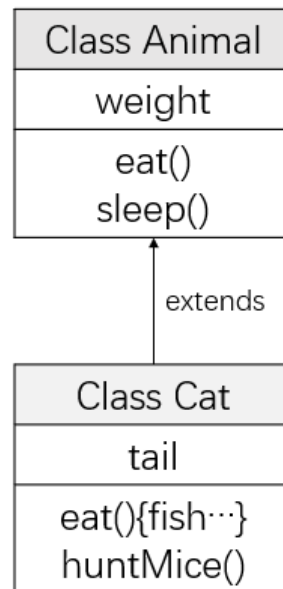 Class Animal
weight
eat()
sleep()
extends
Class Cat
tail
eat(){fish···}
huntMice()